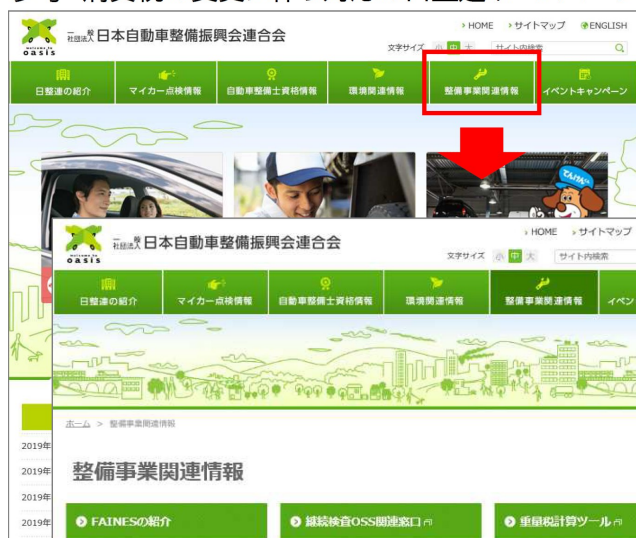 HOME サイトマップ ENGLISH
welcome to oasis
一般社団法人 日本自動車整備振興会連合会
文字サイズ 小 中 大 サイト内検索
日整連の紹介 マイカー点検情報 自動車整備士資格情報 環境関連情報 整備事業関連情報 イベントキャンペーン
てんけんくん
HOME サイトマップ
oasis
一般社団法人 日本自動車整備振興会連合会
文字サイズ 小 中 大 サイト内検索
日整連の紹介 マイカー点検情報 自動車整備士資格情報 環境関連情報 整備事業関連情報 イベン
ホーム > 整備事業関連情報
2019年
2019年
2019年
2019年
整備事業関連情報
FAINESの紹介 継続検査OSS関連窓口 重量税計算ツール